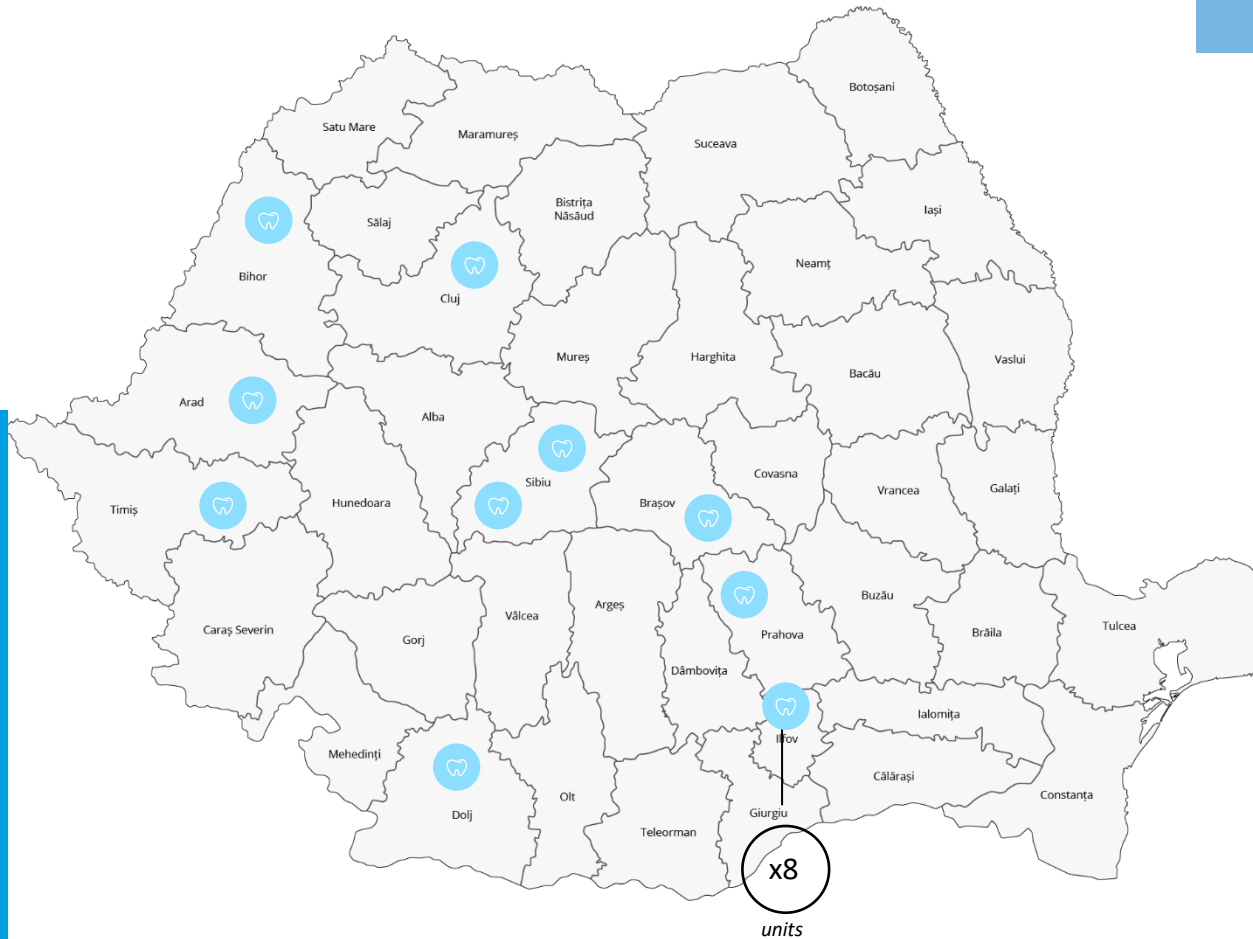 Botoșani
Satu Mare
Maramureș
Suceava
Bistrița
Năsăud
Iași
Sălaj
Neamț
Bihor
Cluj
Mureș
Harghita
Vaslui
Bacău
Arad
Alba
Covasna
Sibiu
Vrancea
Galați
Hunedoara
Brașov
Timiș
Buzău
Argeș
Vâlcea
Tulcea
Caraș Severin
Brăila
Prahova
Gorj
Dâmbovița
Ialomița
Ilfov
Mehedinți
Călărași
Constanța
Olt
Giurgiu
Dolj
Teleorman
x8
units